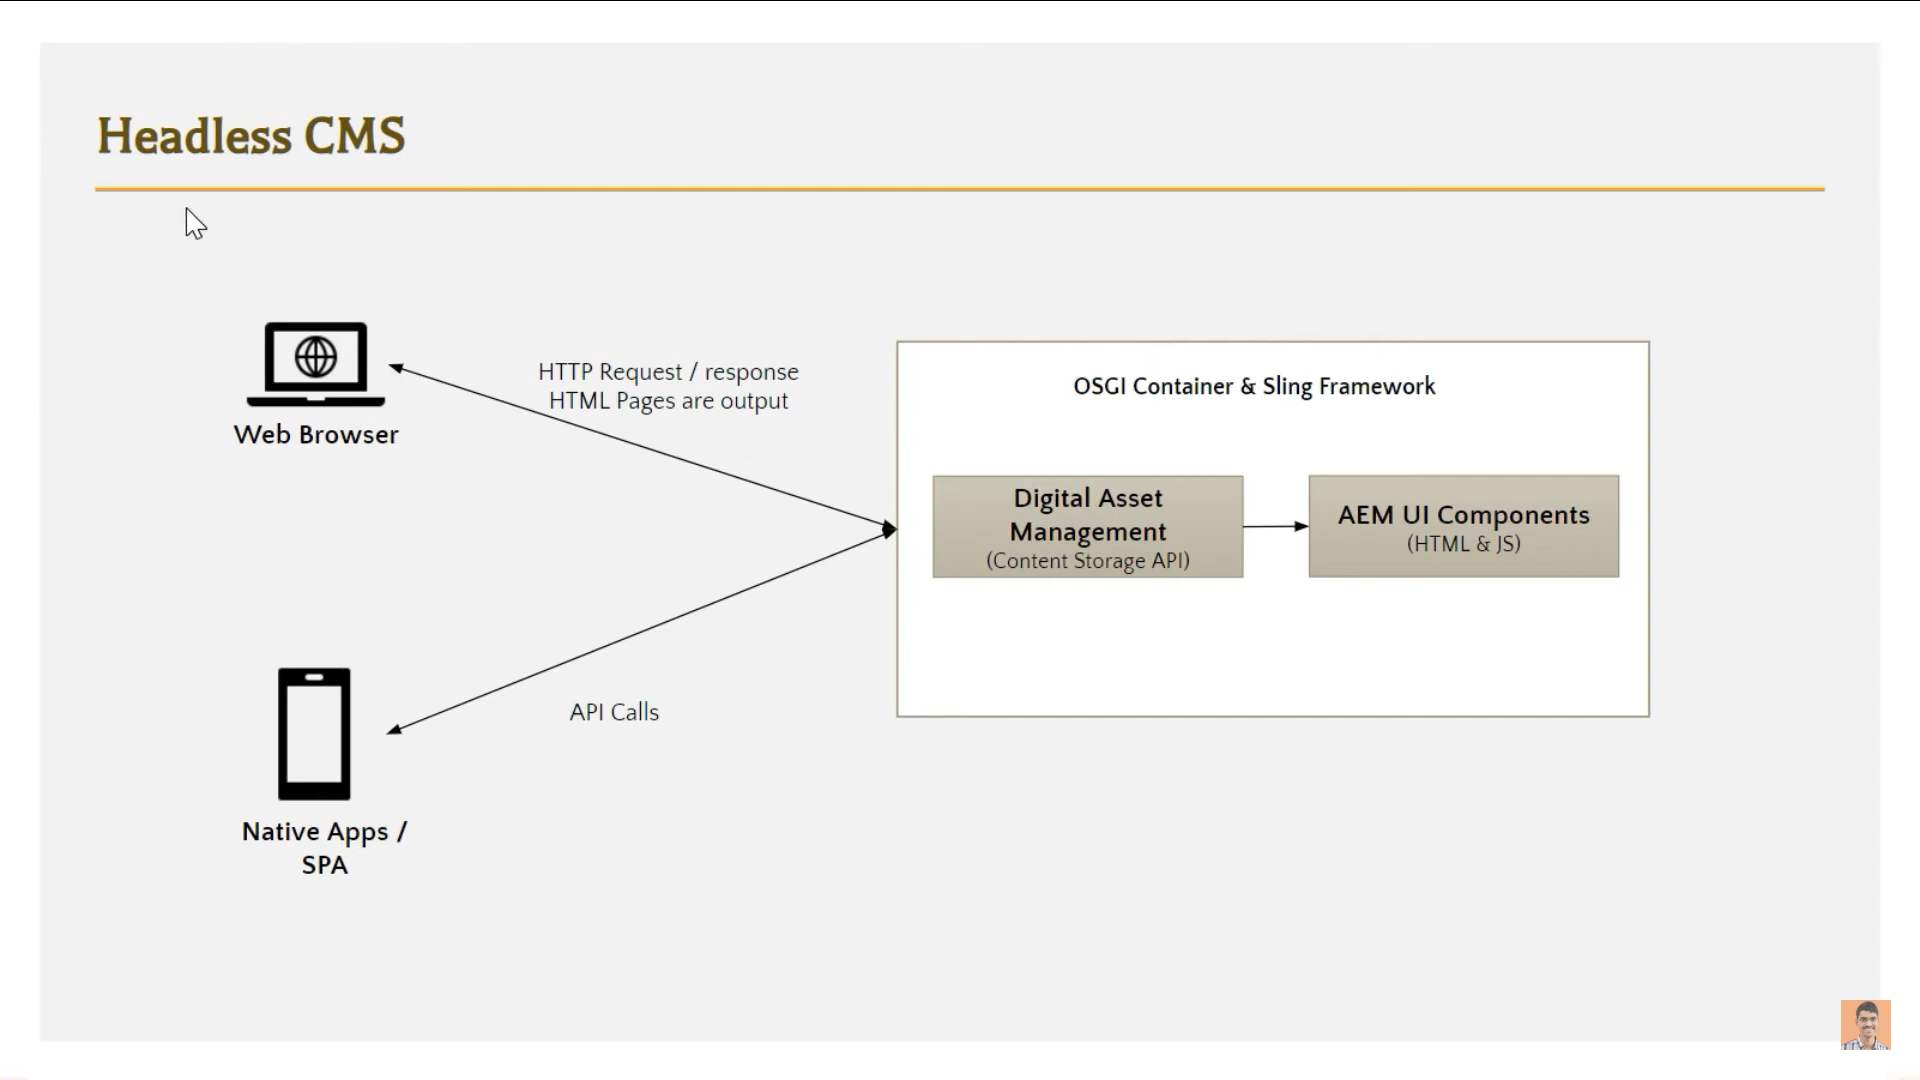 Headless CMS
HTTP Request / response
HTML Pages are output
Web Browser
OSGI Container & Sling Framework
Digital Asset
Management
(Content Storage API)
AEM UI Components
(HTML & JS)
API Calls
Native Apps /
SPA